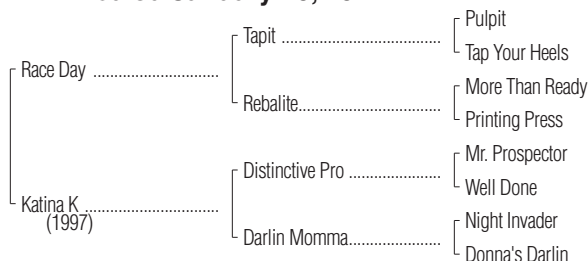 Tapit
Pulpit
Tap Your Heels
Race Day
Rebalite
More Than Ready
Printing Press
Katina K
(1997)
Distinctive Pro
Mr. Prospector
Well Done
Darlin Momma
Night Invader
Donna's Darlin